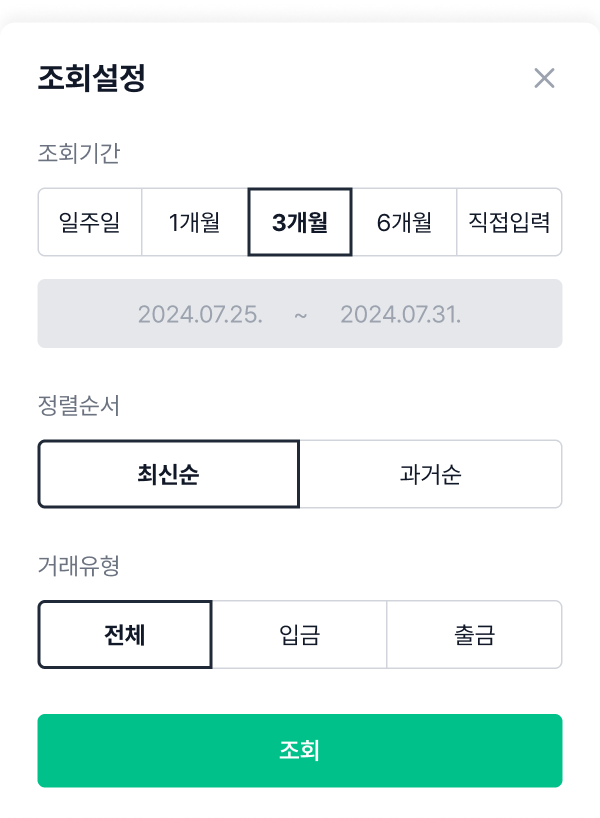 조회설정
조회기간
일주일 1개월 3개월 6개월 직접입력
2024.07.25. ~ 2024.07.31.
정렬순서
최신순 과거순
거래유형
전체 입금 출금
조회